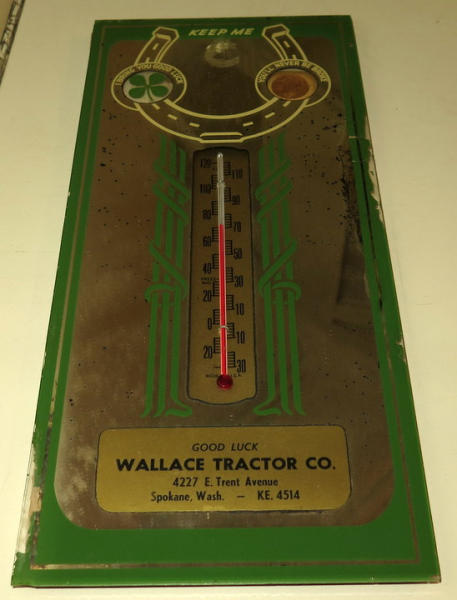 KEEP ME
I BRING YOU GOOD LUCK
YOU'LL NEVER BE BROKE
120
110
100
90
80
70
60
50
40
30
20
10
0
10
20
30
GOOD LUCK
WALLACE TRACTOR CO.
4227 E. Trent Avenue
Spokane, Wash. — KE. 4514